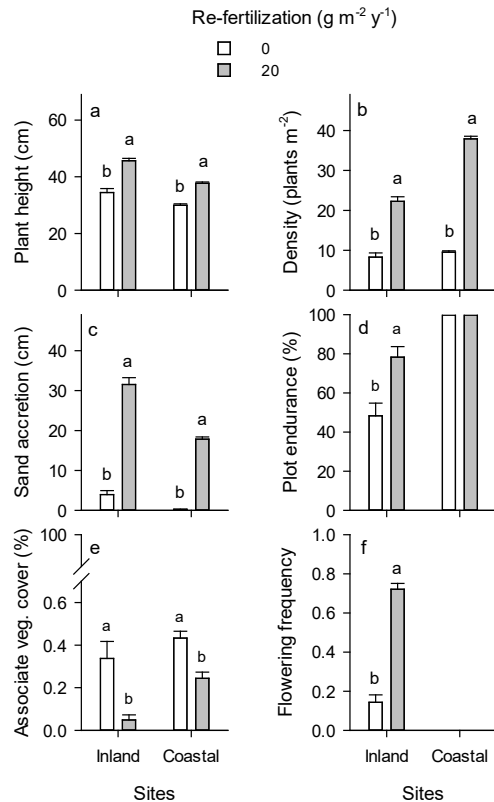 Re-fertilization (g m⁻² y⁻¹)
0
20
a
Plant height (cm)
60
40
20
0
b
a
b
a
b
Density (plants m⁻²)
40
30
20
10
0
b
a
b
a
c
Sand accretion (cm)
40
30
20
10
0
b
a
b
a
d
Plot endurance (%)
100
80
60
40
20
0
b
a
e
Associate veg. cover (%)
100
0.6
0.4
0.2
0.0
a
b
a
b
Inland
Coastal
Sites
f
Flowering frequency
0.8
0.6
0.4
0.2
0.0
b
a
Inland
Coastal
Sites